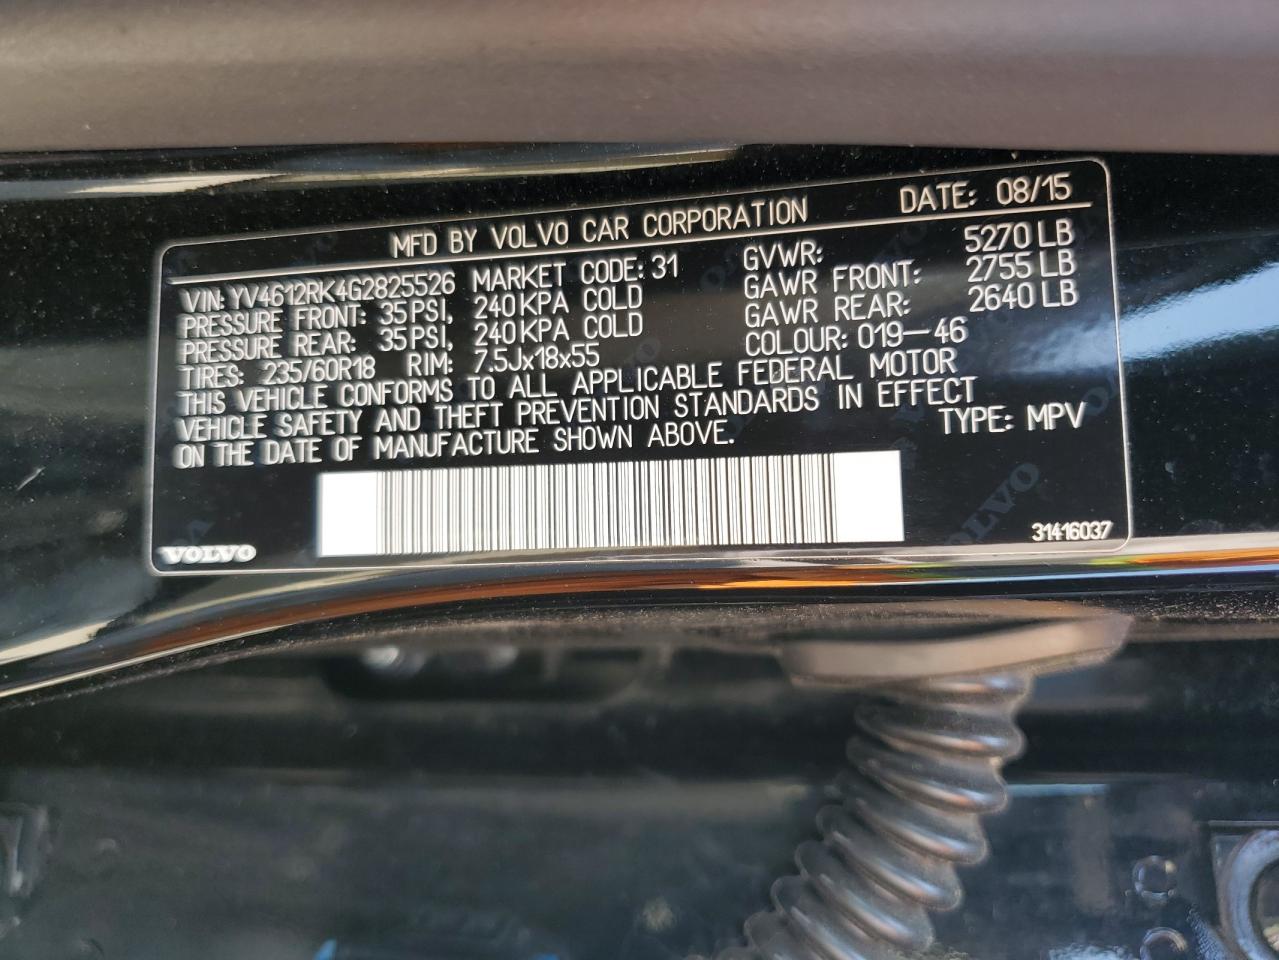 MFD BY VOLVO CAR CORPORATION DATE: 08/15
VIN: YV4612RK4G2825526 MARKET CODE: 31 GVWR: 5270 LB
PRESSURE FRONT: 35 PSI, 240 KPA COLD GAWR FRONT: 2755 LB
PRESSURE REAR: 35 PSI, 240 KPA COLD GAWR REAR: 2640 LB
TIRES: 235/60R18 RIM: 7.5Jx18x55 COLOUR: 019-46
THIS VEHICLE CONFORMS TO ALL APPLICABLE FEDERAL MOTOR
VEHICLE SAFETY AND THEFT PREVENTION STANDARDS IN EFFECT
ON THE DATE OF MANUFACTURE SHOWN ABOVE. TYPE: MPV
VOLVO
31416037